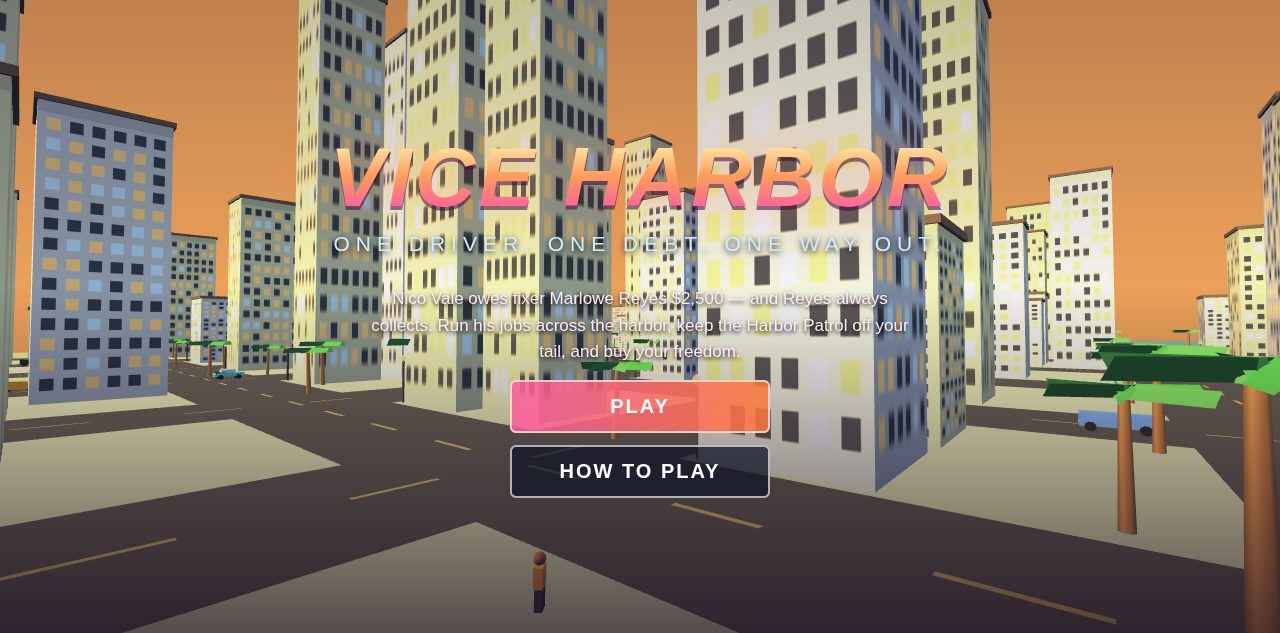 VICE HARBOR
ONE DRIVER. ONE DEBT. ONE WAY OUT.
Nico Vale owes fixer Marlowe Reyes $2,500 — and Reyes always
collects. Run his jobs across the harbor, keep the Harbor Patrol off your
tail, and buy your freedom.
PLAY
HOW TO PLAY